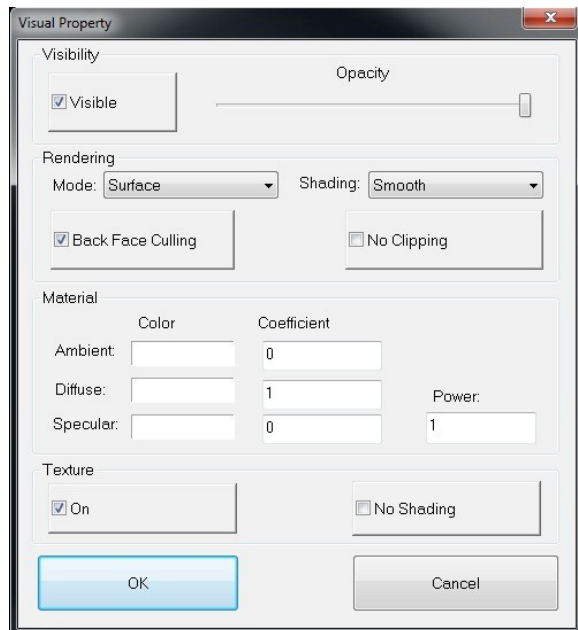 Visual Property
Visibility
Opacity
Visible
Rendering
Mode: Surface Shading: Smooth
Back Face Culling No Clipping
Material
Color Coefficient
Ambient: 0
Diffuse: 1 Power:
Specular: 0 1
Texture
On No Shading
OK Cancel